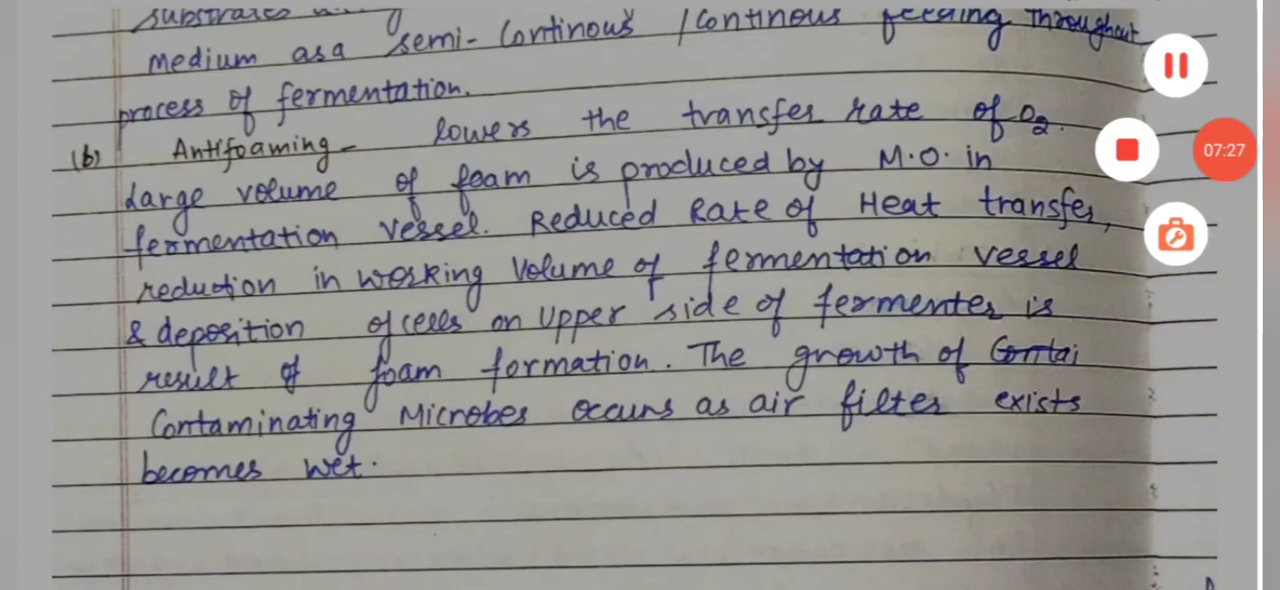 substrates
medium as a semi-continous /continous feeding throughout
process of fermentation.
(b) Antifoaming - lowers the transfer rate of O2.
Large volume of foam is produced by M.O. in
fermentation vessel. Reduced Rate of Heat transfer,
reduction in working volume of fermentation vessel
& deposition of cells on upper side of fermenter is
result of foam formation. The growth of Contai
Contaminating Microbes occurs as air filter exists
becomes wet.
07:27